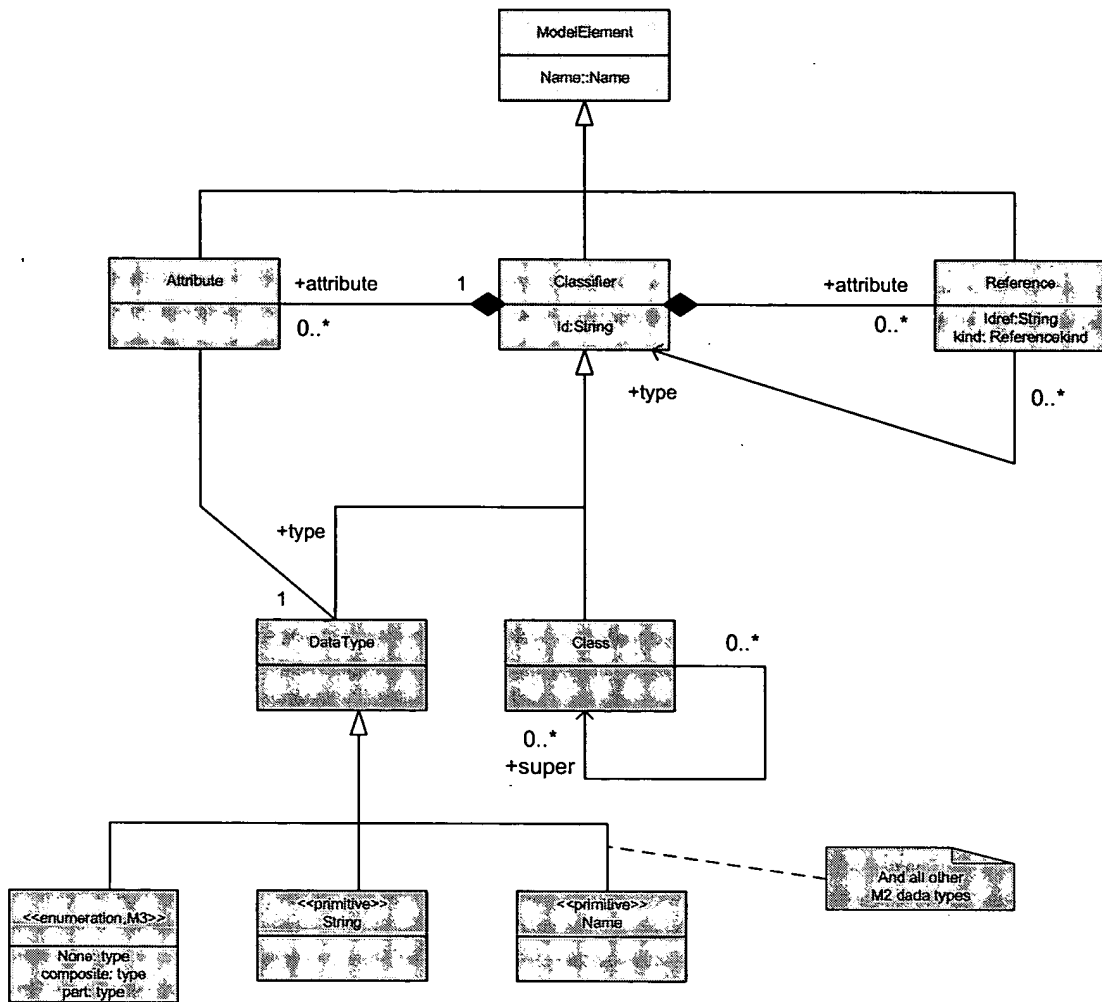 ModelElement
Name::Name
Attribute
+attribute
0..*
1
Classifier
Id:String
+attribute
0..*
Reference
Idref:String
kind: Referencekind
+type
0..*
+type
1
DataType
Class
0..*
0..*
+super
<<enumeration,M3>>
None: type
composite: type
part: type
<<primitive>>
String
<<primitive>>
Name
And all other
M2 dada types